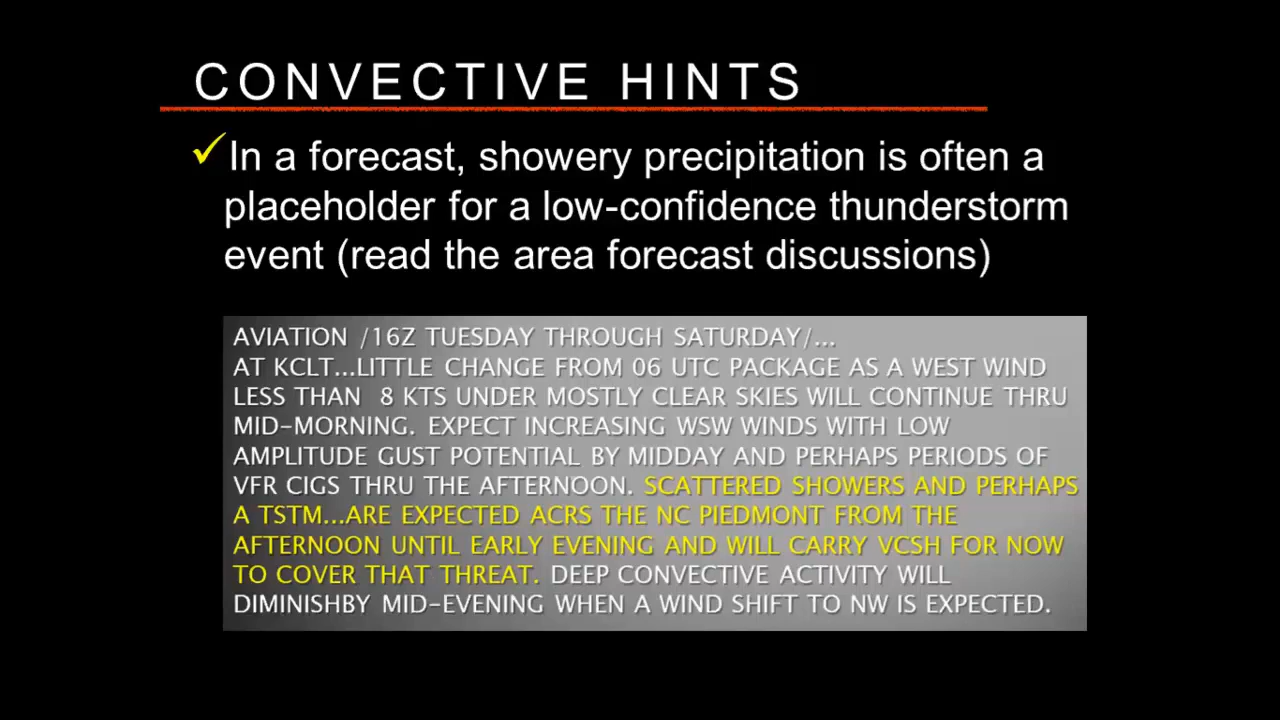 CONVECTIVE HINTS
✓In a forecast, showery precipitation is often a
placeholder for a low-confidence thunderstorm
event (read the area forecast discussions)
AVIATION /16Z TUESDAY THROUGH SATURDAY/...
AT KCLT...LITTLE CHANGE FROM 06 UTC PACKAGE AS A WEST WIND
LESS THAN  8 KTS UNDER MOSTLY CLEAR SKIES WILL CONTINUE THRU
MID-MORNING. EXPECT INCREASING WSW WINDS WITH LOW
AMPLITUDE GUST POTENTIAL BY MIDDAY AND PERHAPS PERIODS OF
VFR CIGS THRU THE AFTERNOON. SCATTERED SHOWERS AND PERHAPS
A TSTM...ARE EXPECTED ACRS THE NC PIEDMONT FROM THE
AFTERNOON UNTIL EARLY EVENING AND WILL CARRY VCSH FOR NOW
TO COVER THAT THREAT. DEEP CONVECTIVE ACTIVITY WILL
DIMINISHBY MID-EVENING WHEN A WIND SHIFT TO NW IS EXPECTED.